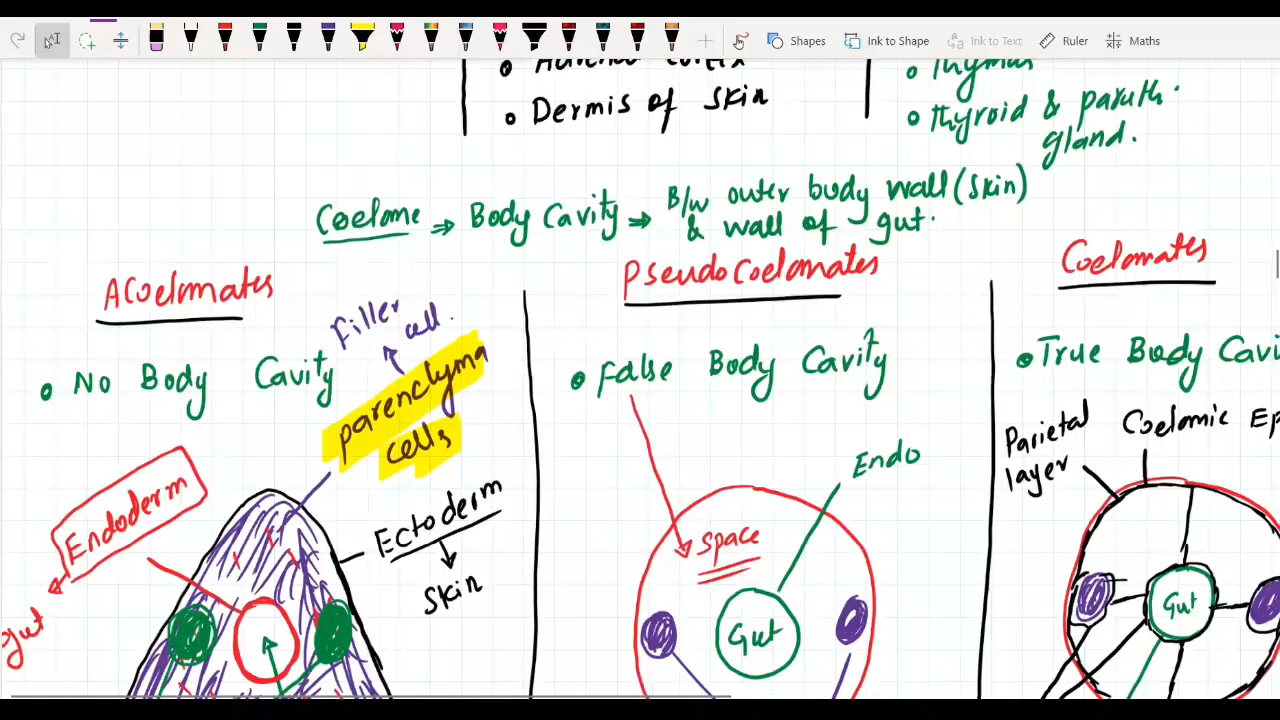 Shapes
Ink to Shape
Ink to Text
Ruler
Maths
Adrenal Cortex
Dermis of skin
Thymus
Thyroid & parath.
gland.
Coelome ⇒ Body Cavity ⇒ B/w outer body wall (skin)
& wall of gut.
ACoelomates
No Body Cavity
Filler
cell.
parenchyma
cells
Endoderm
gut
Ectoderm
Skin
PseudoCoelomates
False Body Cavity
Endo
Space
Gut
Coelomates
True Body Cavi
Parietal
layer
Coelomic Ep
Gut